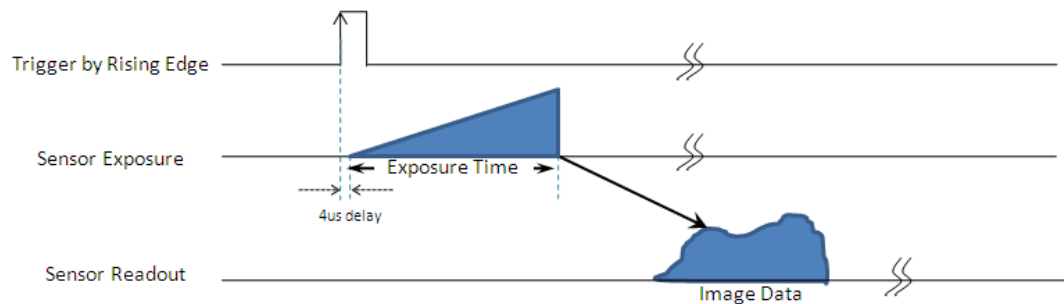 Trigger by Rising Edge
Sensor Exposure
Exposure Time
4us delay
Sensor Readout
Image Data